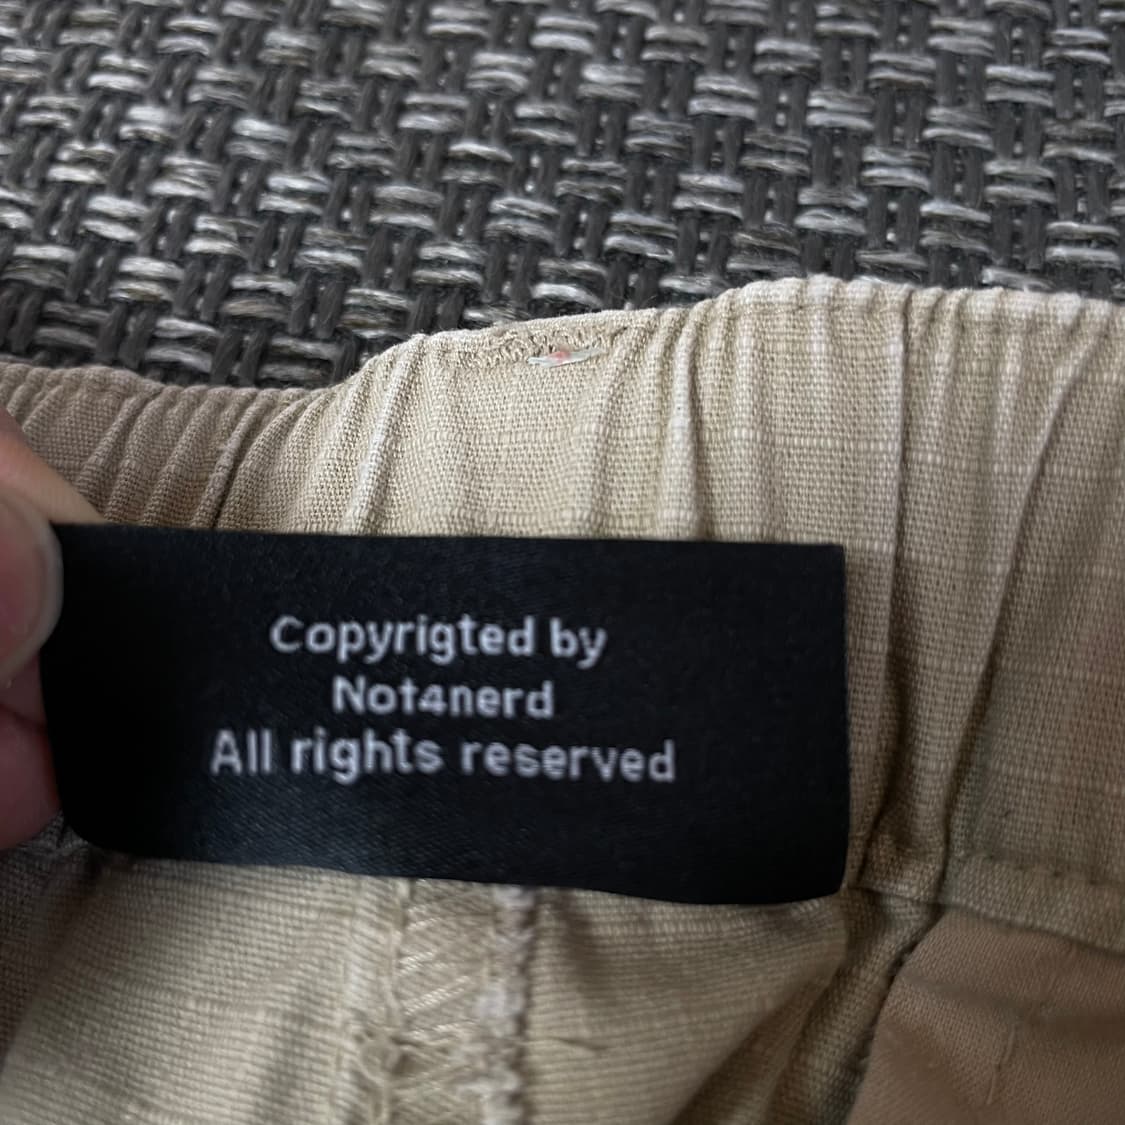 Copyrigted by
Not4nerd
All rights reserved